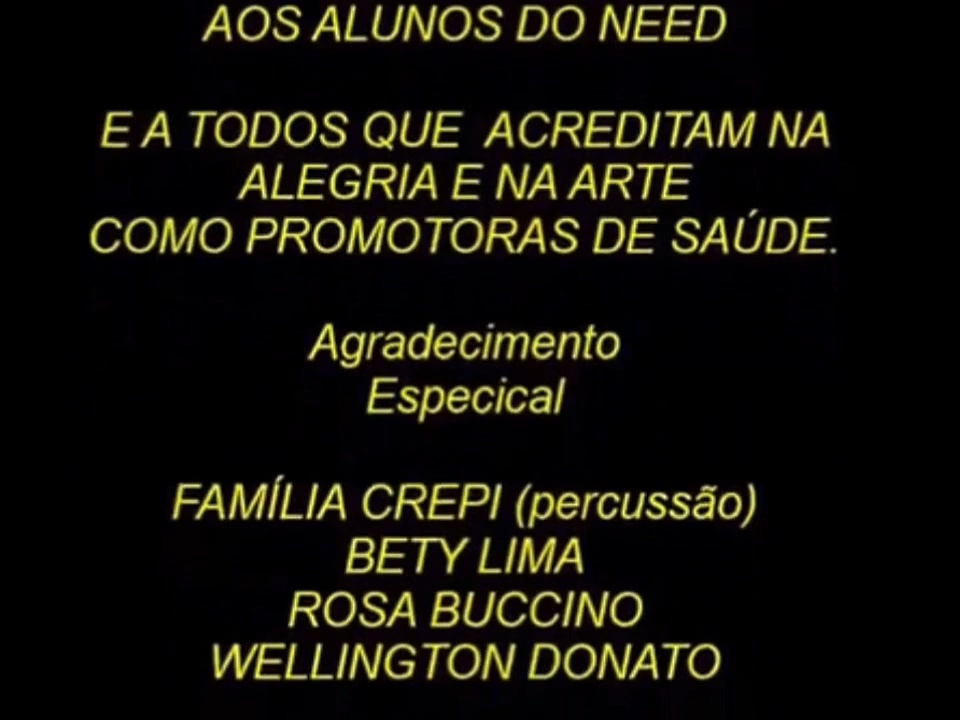 AOS ALUNOS DO NEED
E A TODOS QUE ACREDITAM NA
ALEGRIA E NA ARTE
COMO PROMOTORAS DE SAÚDE.
Agradecimento
Especical
FAMÍLIA CREPI (percussão)
BETY LIMA
ROSA BUCCINO
WELLINGTON DONATO